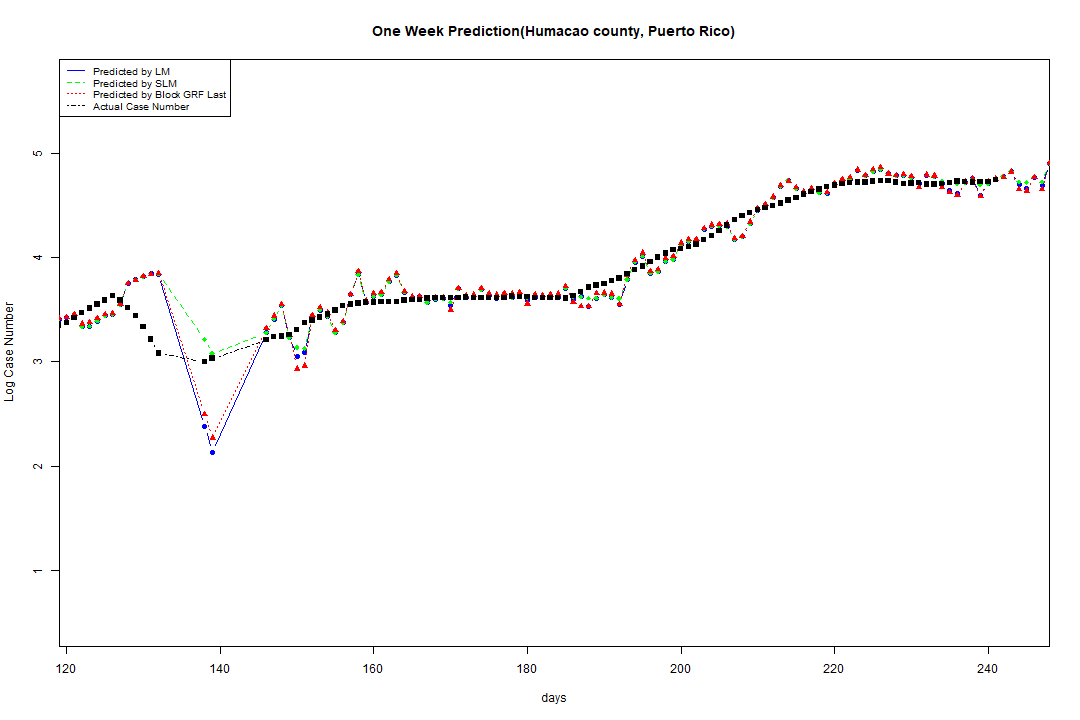 One Week Prediction(Humacao county, Puerto Rico)
Predicted by LM
Predicted by SLM
Predicted by Block GRF Last
Actual Case Number
5
4
3
2
1
Log Case Number
120 140 160 180 200 220 240
days